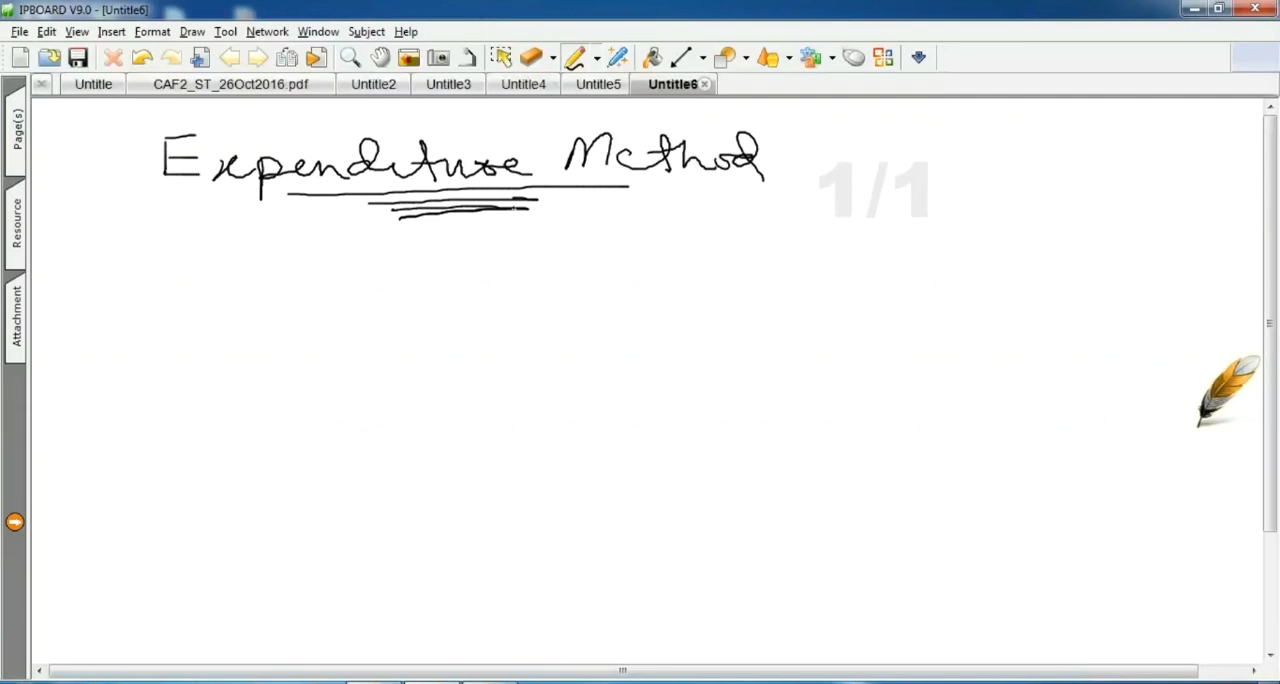 IPBOARD V9.0 - [Untitle6]
File Edit View Insert Format Draw Tool Network Window Subject Help
Untitle CAF2_ST_26Oct2016.pdf Untitle2 Untitle3 Untitle4 Untitle5 Untitle6
Page(s)
Resource
Attachment
Expenditure Method
1/1